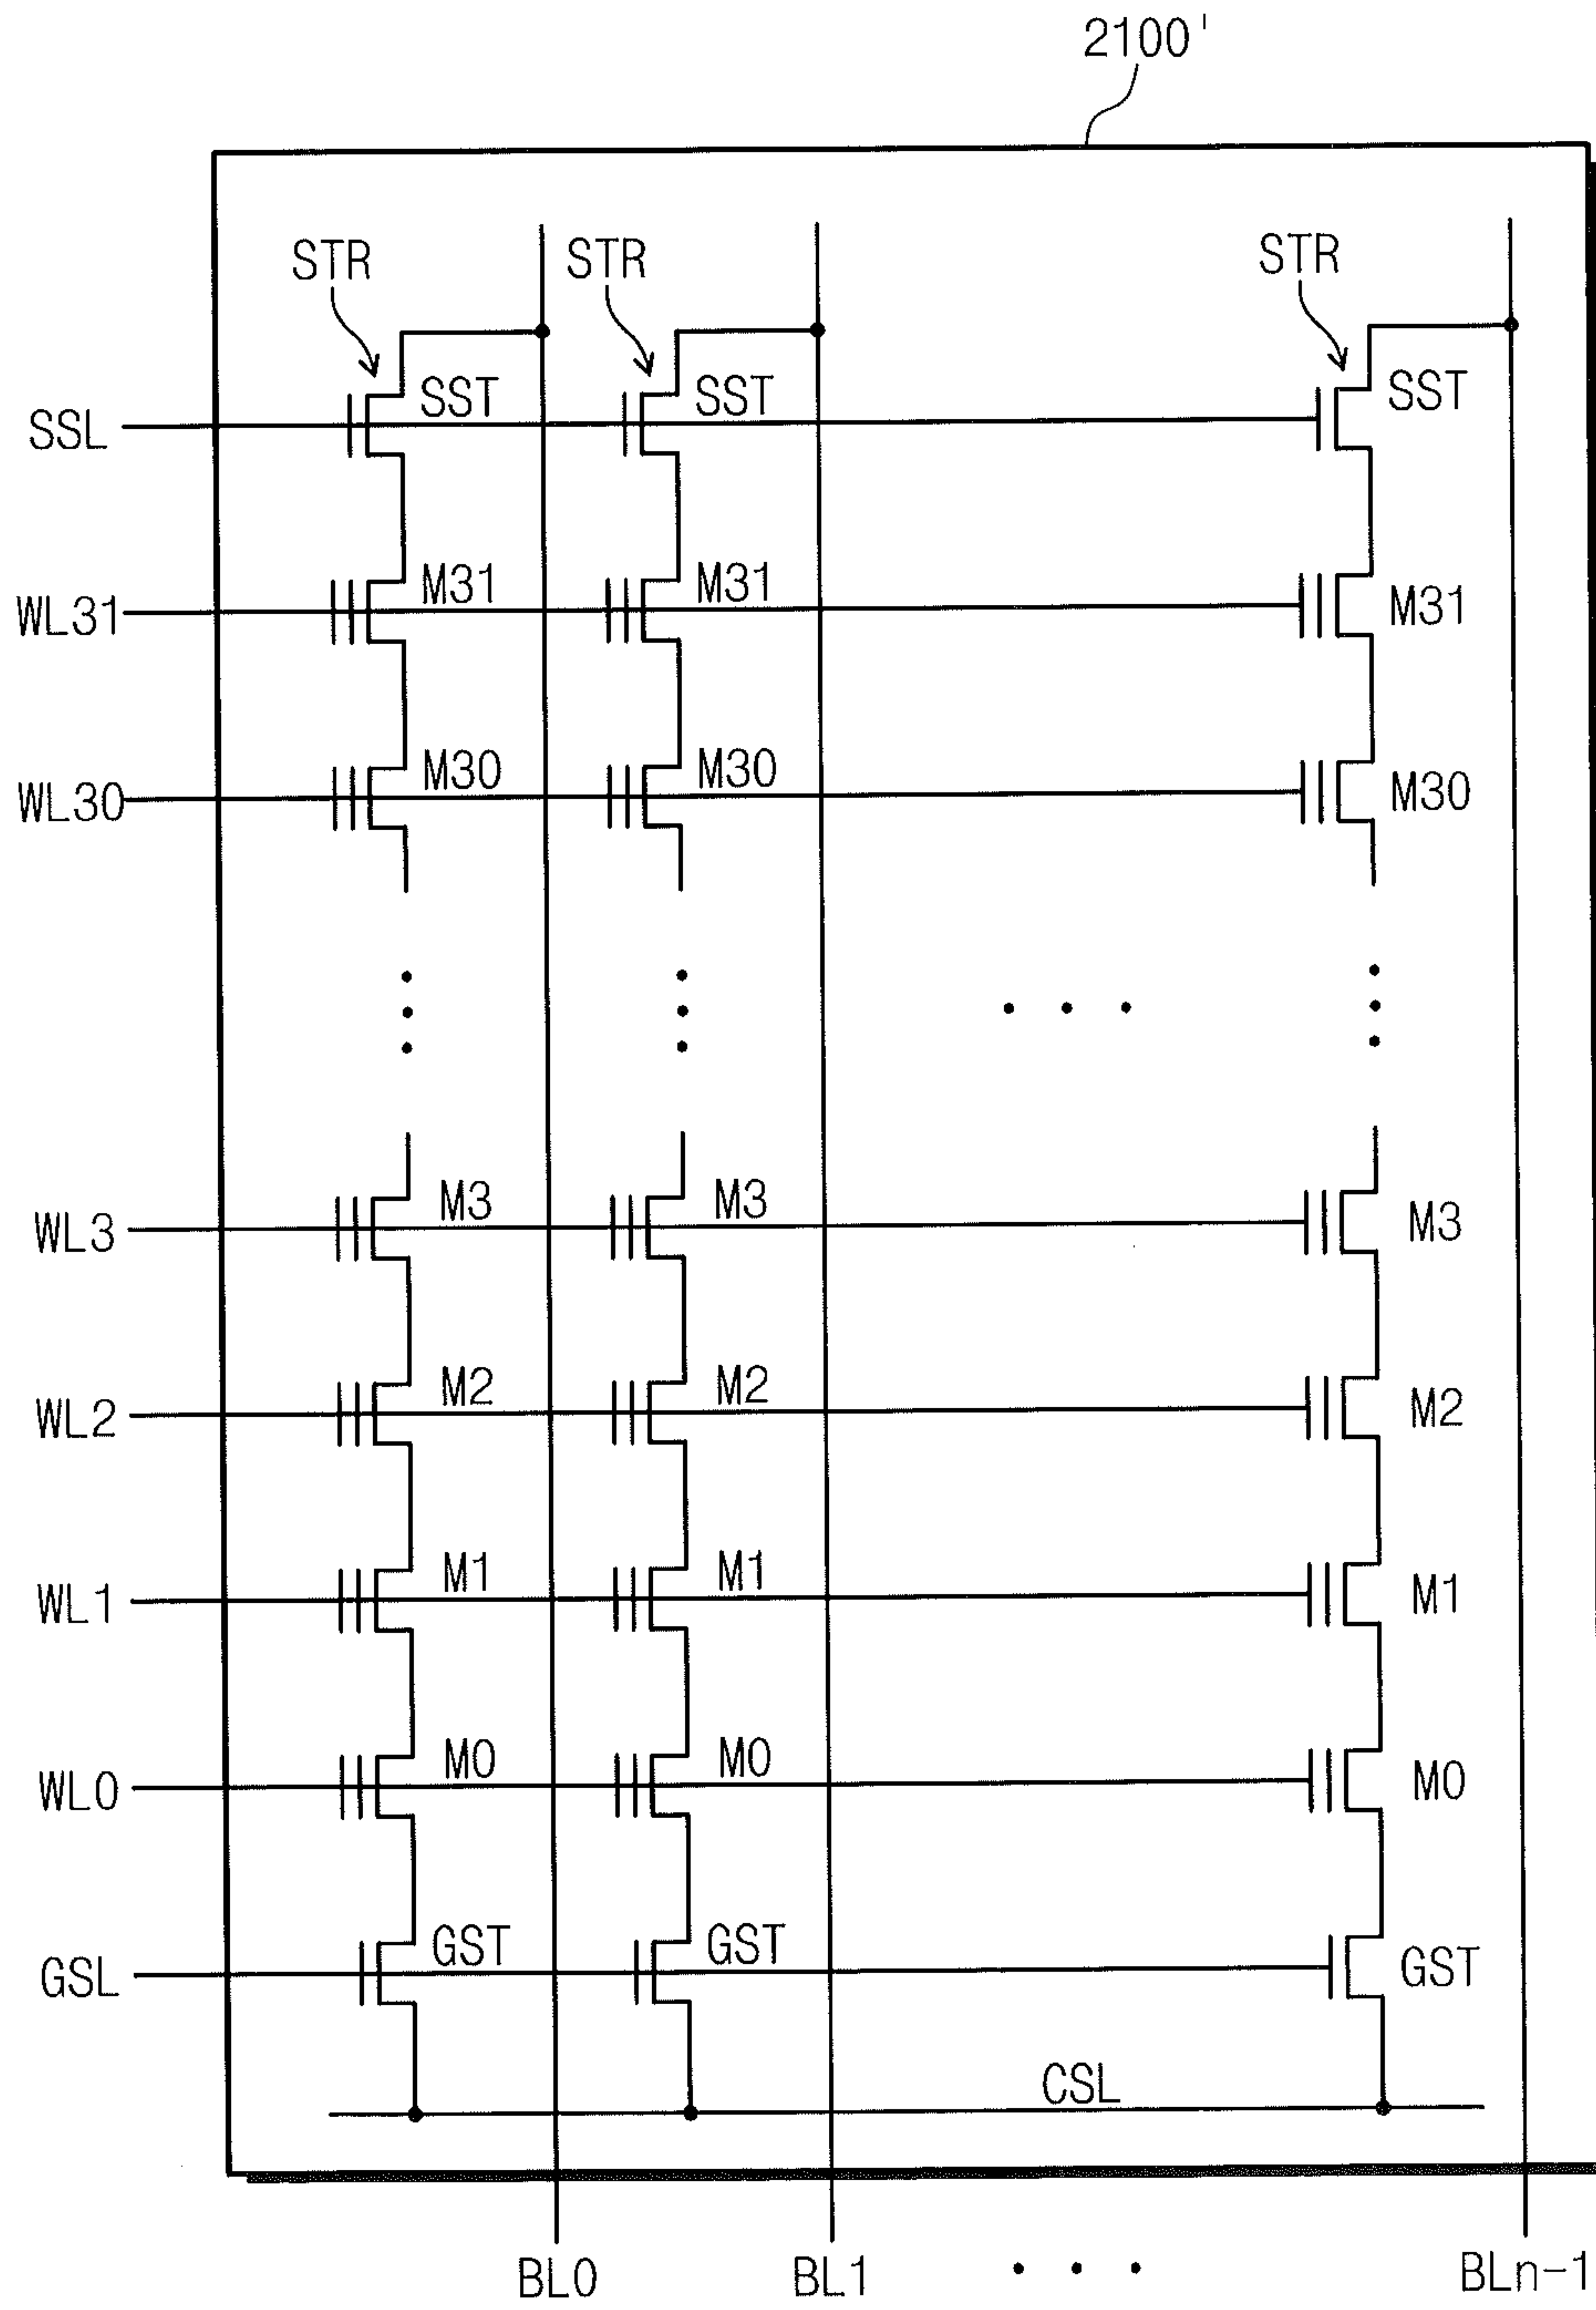 2100'
STR STR STR
SSL SST SST SST
WL31 M31 M31 M31
WL30 M30 M30 M30
WL3 M3 M3 M3
WL2 M2 M2 M2
WL1 M1 M1 M1
WL0 M0 M0 M0
GSL GST GST GST
CSL
BL0 BL1 BLn-1